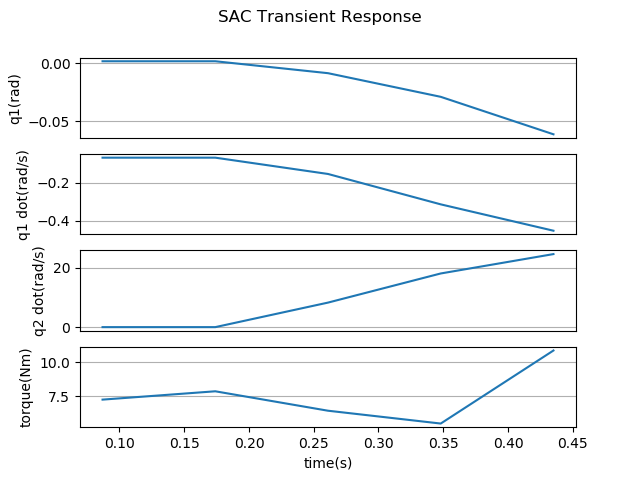 SAC Transient Response
q1(rad)
0.00
−0.05
q1 dot(rad/s)
−0.2
−0.4
q2 dot(rad/s)
20
0
torque(Nm)
10.0
7.5
0.10 0.15 0.20 0.25 0.30 0.35 0.40 0.45
time(s)